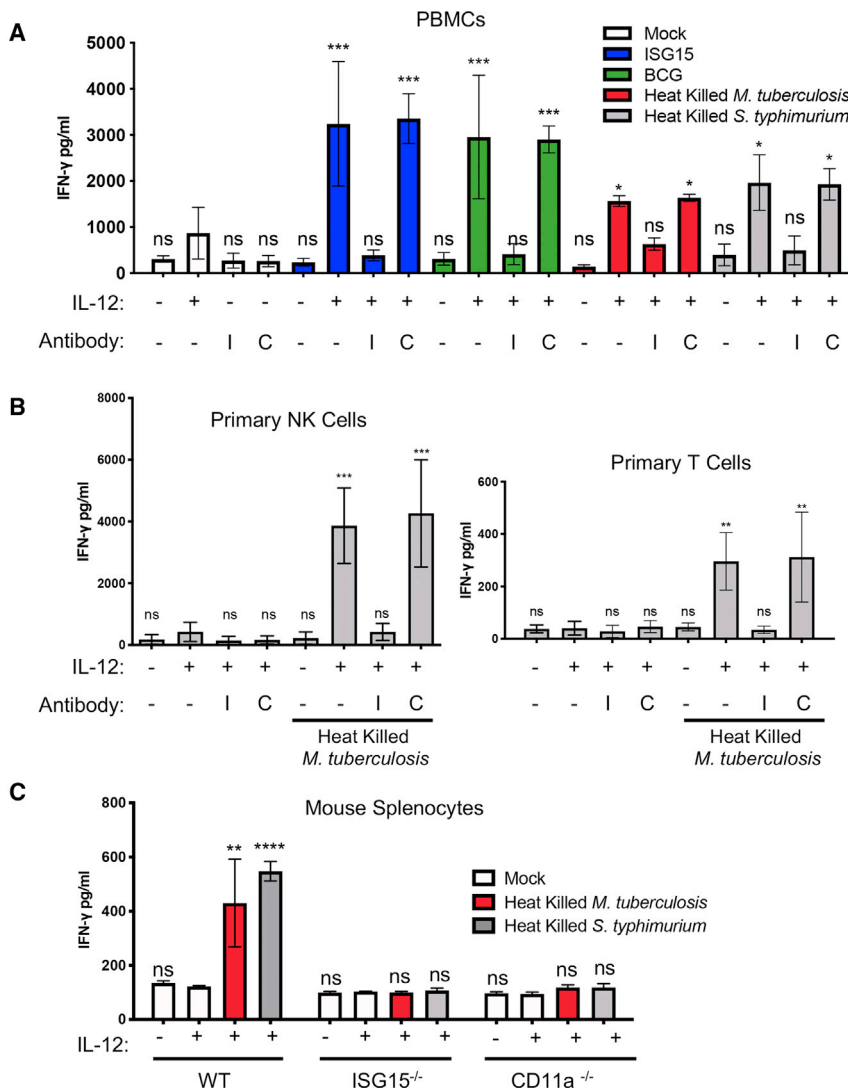 A
PBMCs
IFN-γ pg/ml
5000
4000
3000
2000
1000
0
Mock
ISG15
BCG
Heat Killed M. tuberculosis
Heat Killed S. typhimurium
ns ns ns ns *** ns *** ns *** ns *** ns * ns * ns * ns *
IL-12: - + - - - + + + - + + + - + + + - + + +
Antibody: - - I C - - I C - - I C - - I C - - I C
B
Primary NK Cells
IFN-γ pg/ml
8000
6000
4000
2000
0
ns ns ns ns *** ns ***
IL-12: - + + + - + + +
Antibody: - - I C - - I C
Heat Killed
M. tuberculosis
Primary T Cells
IFN-γ pg/ml
600
400
200
0
ns ns ns ns ** ns **
- + + + - + + +
- - I C - - I C
Heat Killed
M. tuberculosis
C
Mouse Splenocytes
IFN-γ pg/ml
800
600
400
200
0
Mock
Heat Killed M. tuberculosis
Heat Killed S. typhimurium
ns ** **** ns ns ns ns ns ns
IL-12: - + + + - + + + - + + +
WT ISG15-/- CD11a -/-